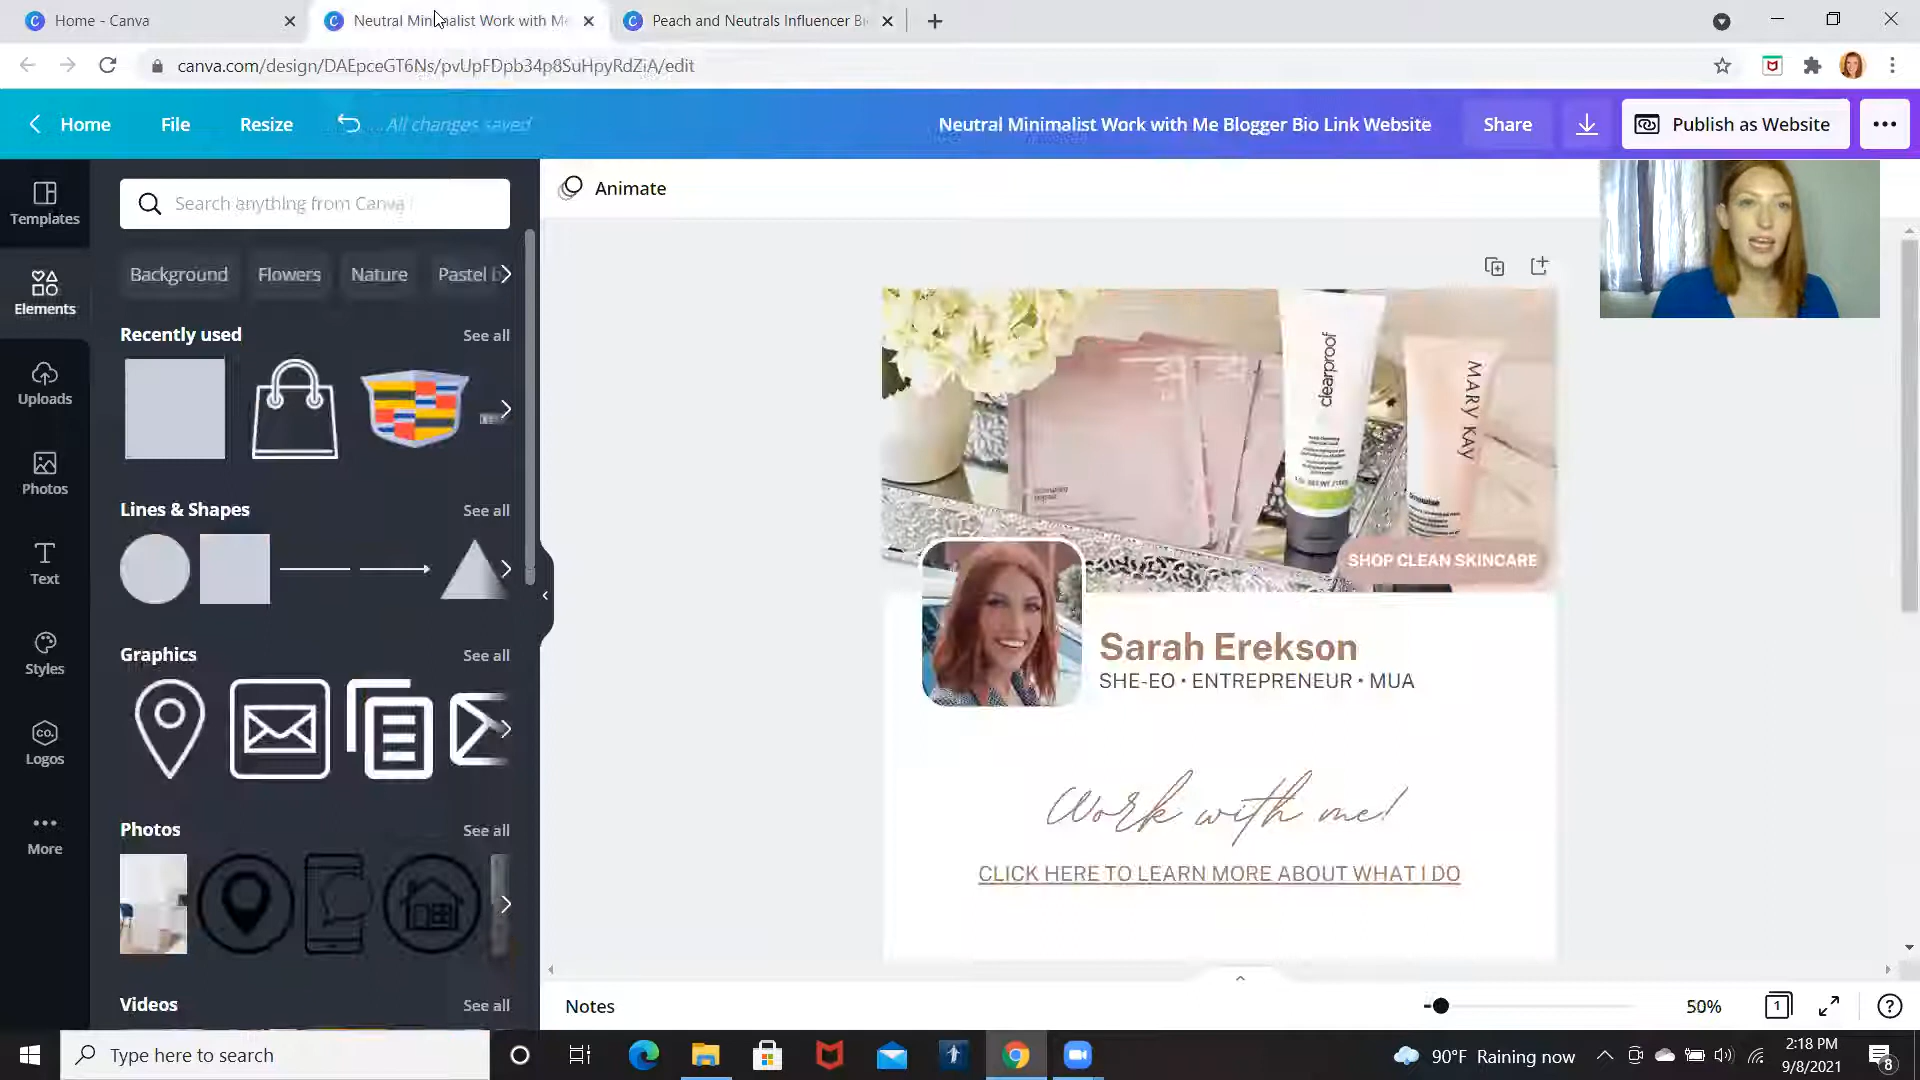 Home - Canva
Neutral Minimalist Work with Me
Peach and Neutrals Influencer Bi
canva.com/design/DAEpceGT6Ns/pvUpFDpb34p8SuHpyRdZiA/edit
Home
File
Resize
All changes saved
Neutral Minimalist Work with Me Blogger Bio Link Website
Share
Publish as Website
Templates
Elements
Uploads
Photos
Text
Styles
CO.
Logos
More
Search anything from Canva
Background
Flowers
Nature
Pastel b
Recently used
See all
Lines & Shapes
See all
Graphics
See all
Photos
See all
Videos
See all
Animate
clearproof
MARY KAY
SHOP CLEAN SKINCARE
Sarah Erekson
SHE-EO • ENTREPRENEUR • MUA
Work with me!
CLICK HERE TO LEARN MORE ABOUT WHAT I DO
Notes
50%
1
Type here to search
90°F Raining now
2:18 PM
9/8/2021
8